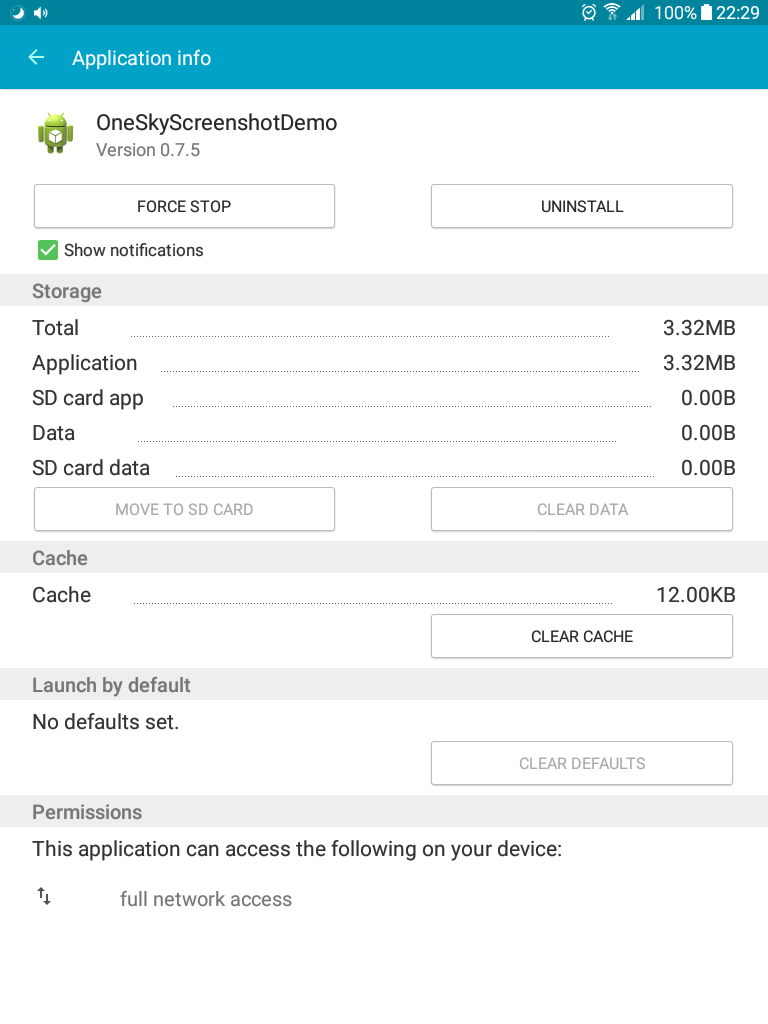 100% 22:29
Application info
OneSkyScreenshotDemo
Version 0.7.5
FORCE STOP UNINSTALL
Show notifications
Storage
Total 3.32MB
Application 3.32MB
SD card app 0.00B
Data 0.00B
SD card data 0.00B
MOVE TO SD CARD CLEAR DATA
Cache
Cache 12.00KB
CLEAR CACHE
Launch by default
No defaults set.
CLEAR DEFAULTS
Permissions
This application can access the following on your device:
full network access